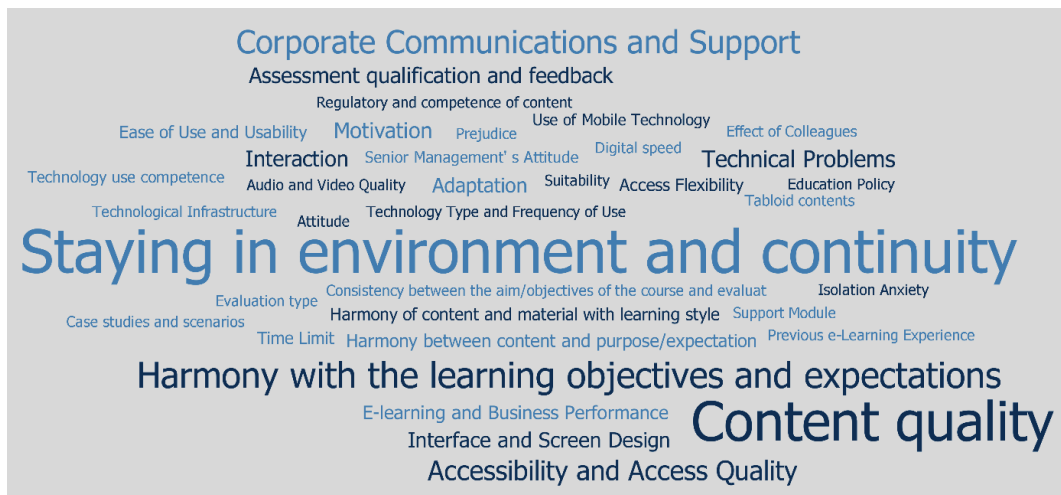 Corporate Communications and Support
Assessment qualification and feedback
Regulatory and competence of content
Use of Mobile Technology
Ease of Use and Usability
Motivation
Prejudice
Effect of Colleagues
Digital speed
Interaction
Senior Management' s Attitude
Technical Problems
Technology use competence
Audio and Video Quality
Adaptation
Suitability
Access Flexibility
Education Policy
Tabloid contents
Technological Infrastructure
Attitude
Technology Type and Frequency of Use
Staying in environment and continuity
Consistency between the aim/objectives of the course and evaluat
Isolation Anxiety
Evaluation type
Harmony of content and material with learning style
Support Module
Case studies and scenarios
Time Limit
Harmony between content and purpose/expectation
Previous e-Learning Experience
Harmony with the learning objectives and expectations
E-learning and Business Performance
Content quality
Interface and Screen Design
Accessibility and Access Quality